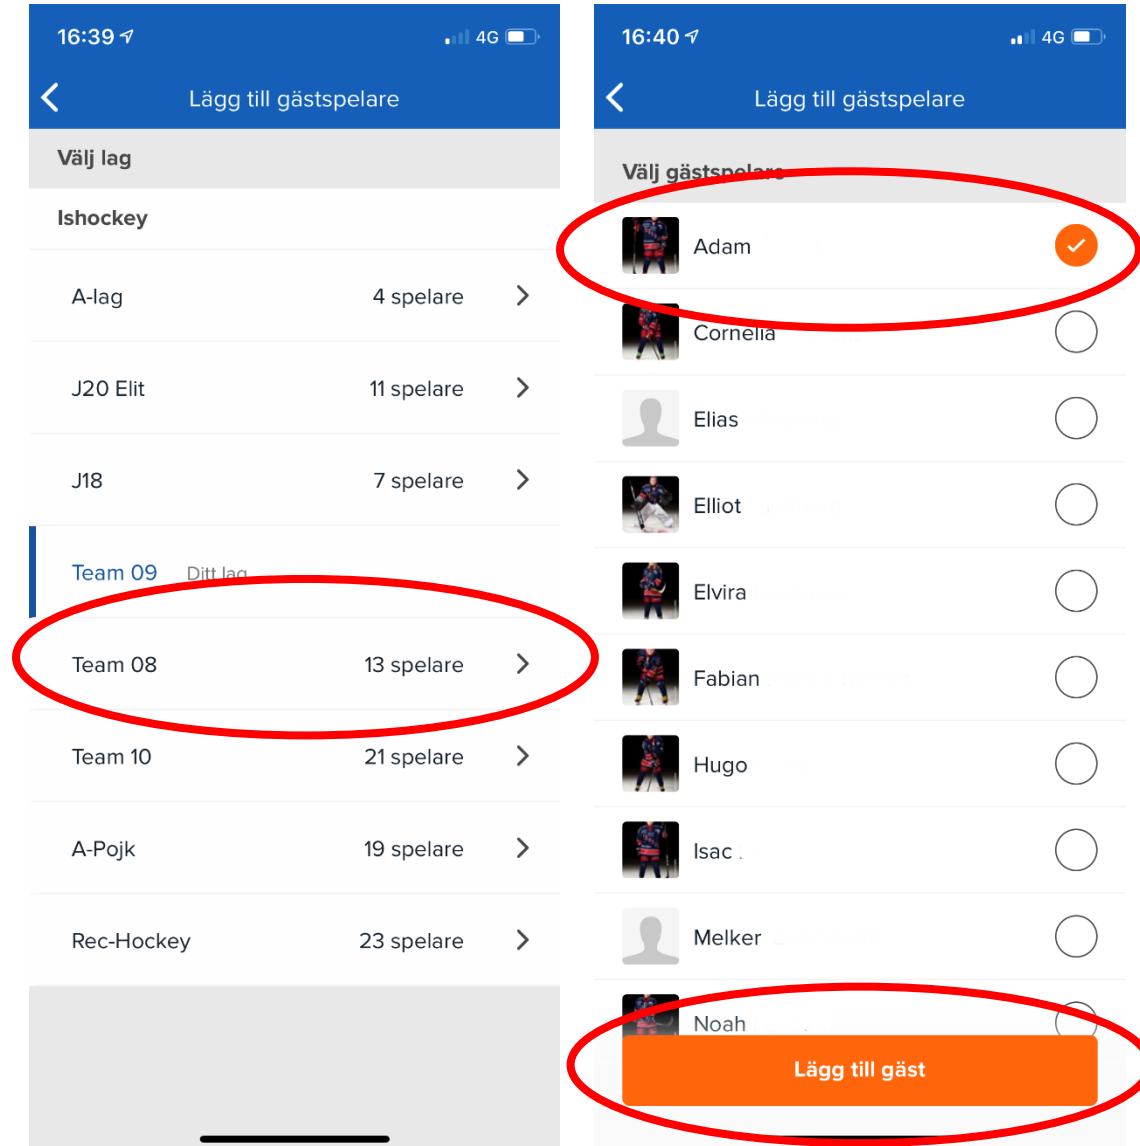 16:39
4G
Lägg till gästspelare
Välj lag
Ishockey
A-lag 4 spelare
J20 Elit 11 spelare
J18 7 spelare
Team 09 Ditt lag
Team 08 13 spelare
Team 10 21 spelare
A-Pojk 19 spelare
Rec-Hockey 23 spelare
16:40
4G
Lägg till gästspelare
Välj gästspelare
Adam
Cornelia
Elias
Elliot
Elvira
Fabian
Hugo
Isac
Melker
Noah
Lägg till gäst